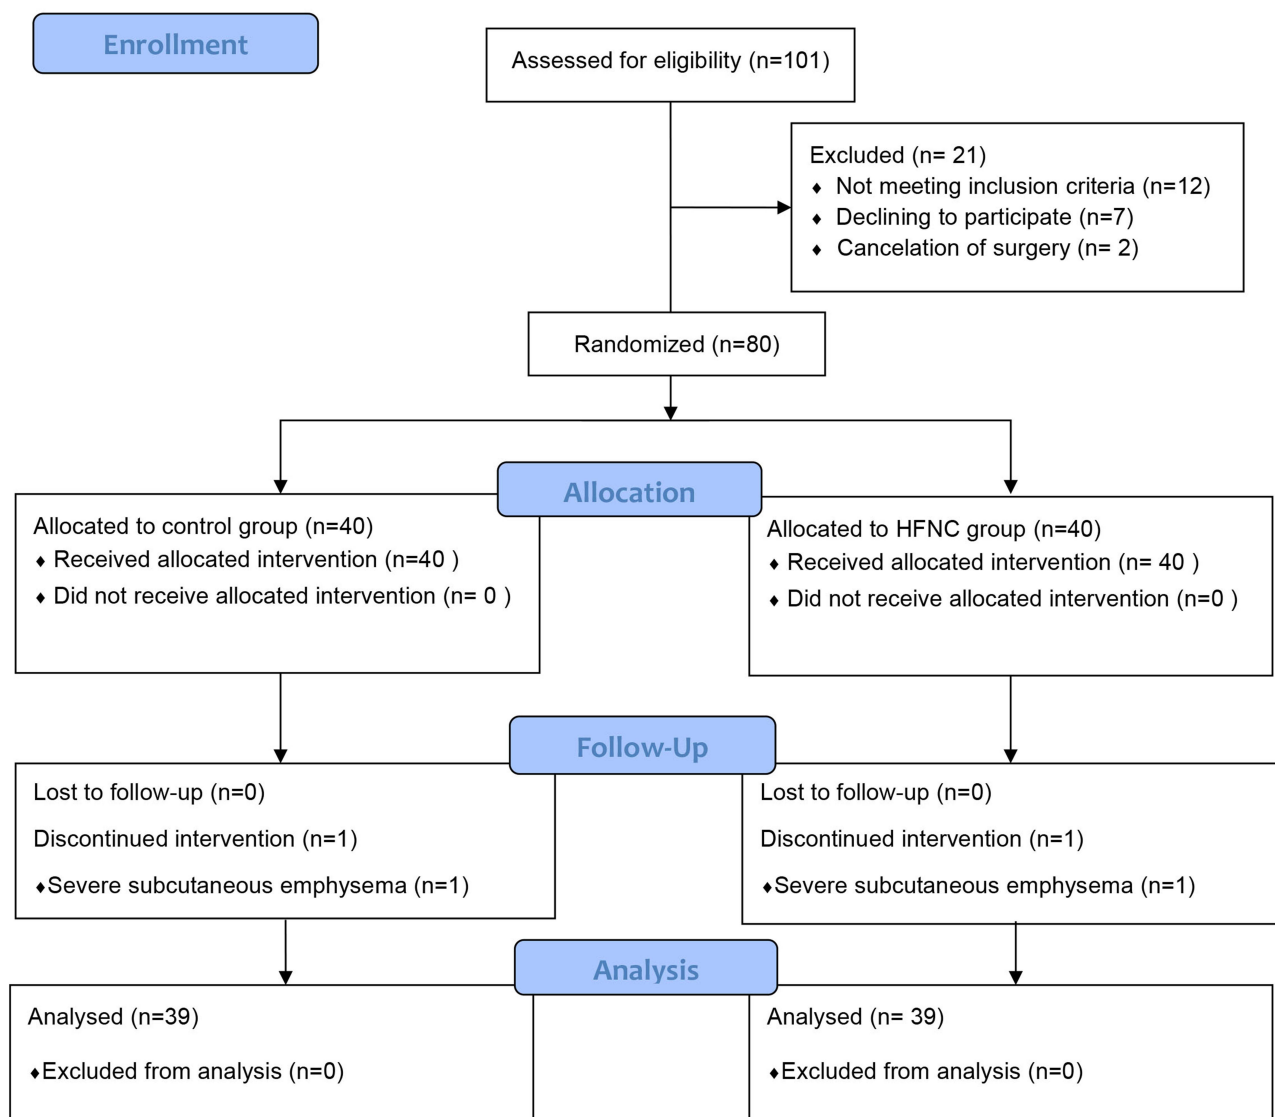 Enrollment
Assessed for eligibility (n=101)
Excluded (n= 21)
♦ Not meeting inclusion criteria (n=12)
♦ Declining to participate (n=7)
♦ Cancelation of surgery (n= 2)
Randomized (n=80)
Allocation
Allocated to control group (n=40)
♦ Received allocated intervention (n=40 )
♦ Did not receive allocated intervention (n= 0 )
Allocated to HFNC group (n=40)
♦ Received allocated intervention (n= 40 )
♦ Did not receive allocated intervention (n=0 )
Follow-Up
Lost to follow-up (n=0)
Discontinued intervention (n=1)
♦Severe subcutaneous emphysema (n=1)
Lost to follow-up (n=0)
Discontinued intervention (n=1)
♦Severe subcutaneous emphysema (n=1)
Analysis
Analysed (n=39)
♦Excluded from analysis (n=0)
Analysed (n= 39)
♦Excluded from analysis (n=0)